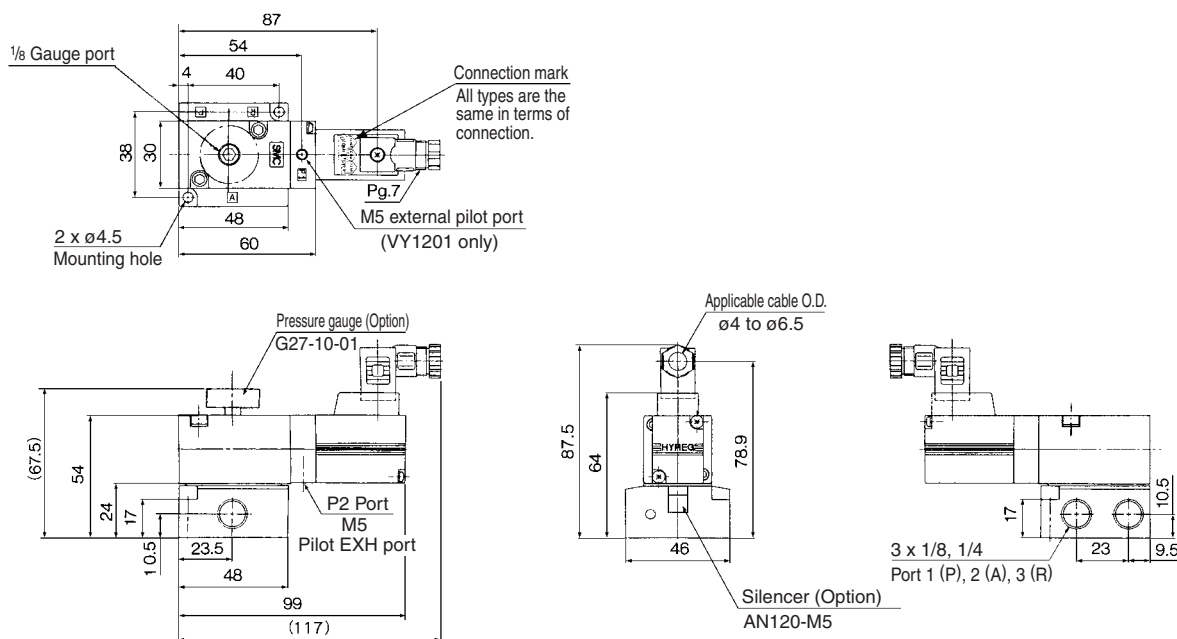 87
54
1/8 Gauge port
4
40
Connection mark
All types are the
same in terms of
connection.
38
30
SMC
A
Pg.7
48
60
M5 external pilot port
(VY1201 only)
2 x ø4.5
Mounting hole
Pressure gauge (Option)
G27-10-01
(67.5)
54
24
17
10.5
23.5
48
99
(117)
P2 Port
M5
Pilot EXH port
Applicable cable O.D.
ø4 to ø6.5
87.5
64
78.9
HYREG
46
Silencer (Option)
AN120-M5
17
10.5
23
9.5
3 x 1/8, 1/4
Port 1 (P), 2 (A), 3 (R)